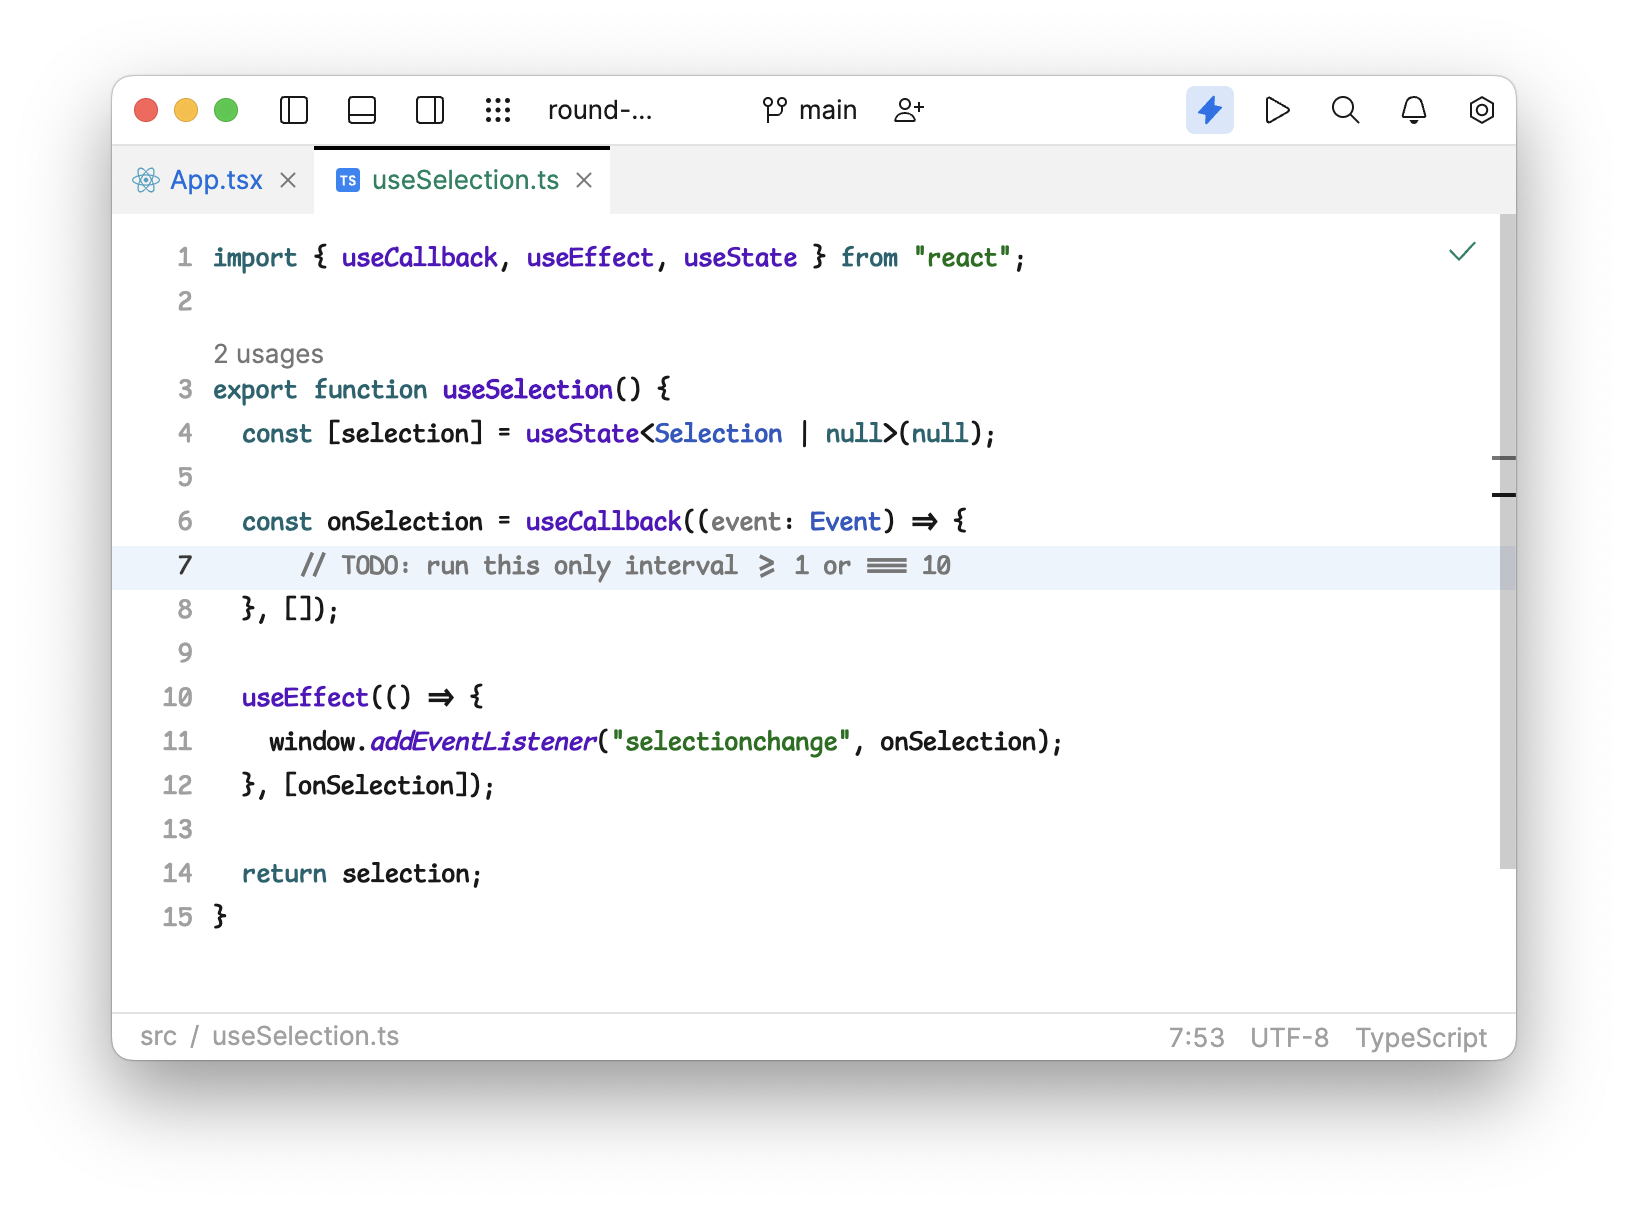 round-... main
App.tsx TS useSelection.ts
1 import { useCallback, useEffect, useState } from "react";
2
2 usages
3 export function useSelection() {
4 const [selection] = useState<Selection | null>(null);
5
6 const onSelection = useCallback((event: Event) => {
7 // TODO: run this only interval >= 1 or === 10
8 }, []);
9
10 useEffect(() => {
11 window.addEventListener("selectionchange", onSelection);
12 }, [onSelection]);
13
14 return selection;
15 }
src / useSelection.ts 7:53 UTF-8 TypeScript